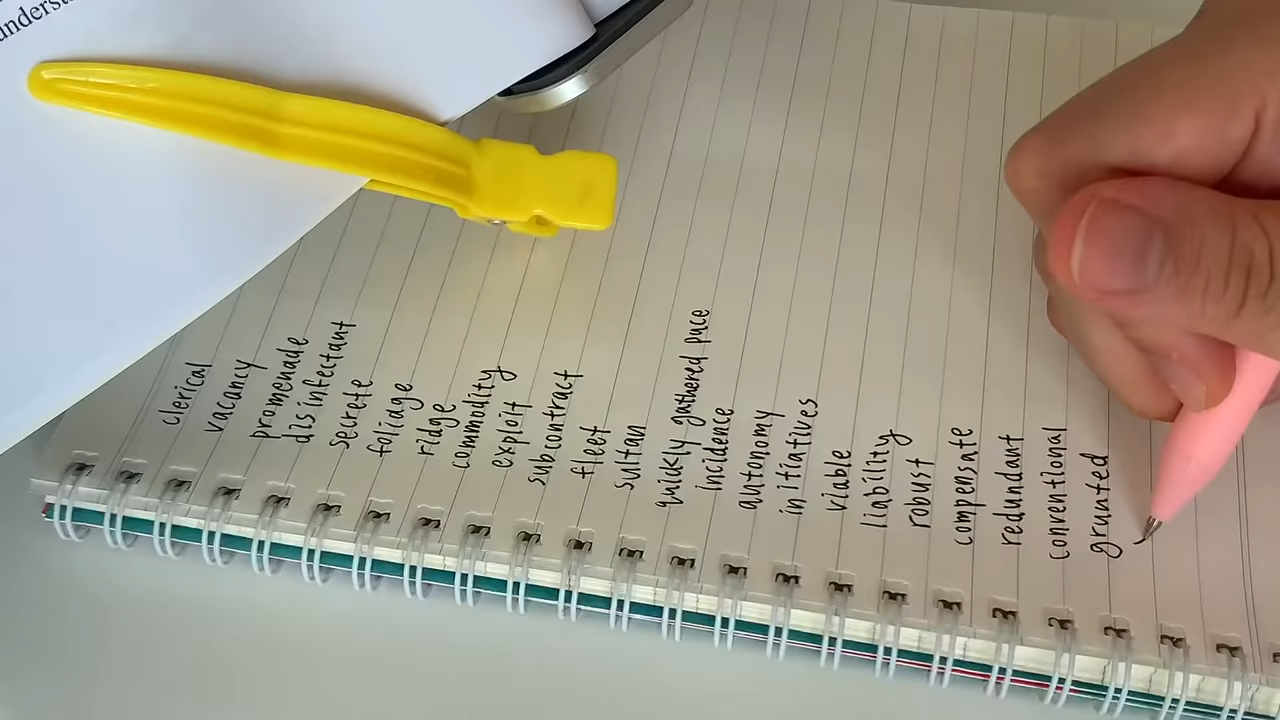 understa
clerical
vacancy
promenade
disinfectant
secrete
foliage
ridge
commodity
exploit
subcontract
fleet
sultan
quickly gathered pace
incidence
autonomy
initiatives
viable
liability
robust
compensate
redundant
conventional
grunted